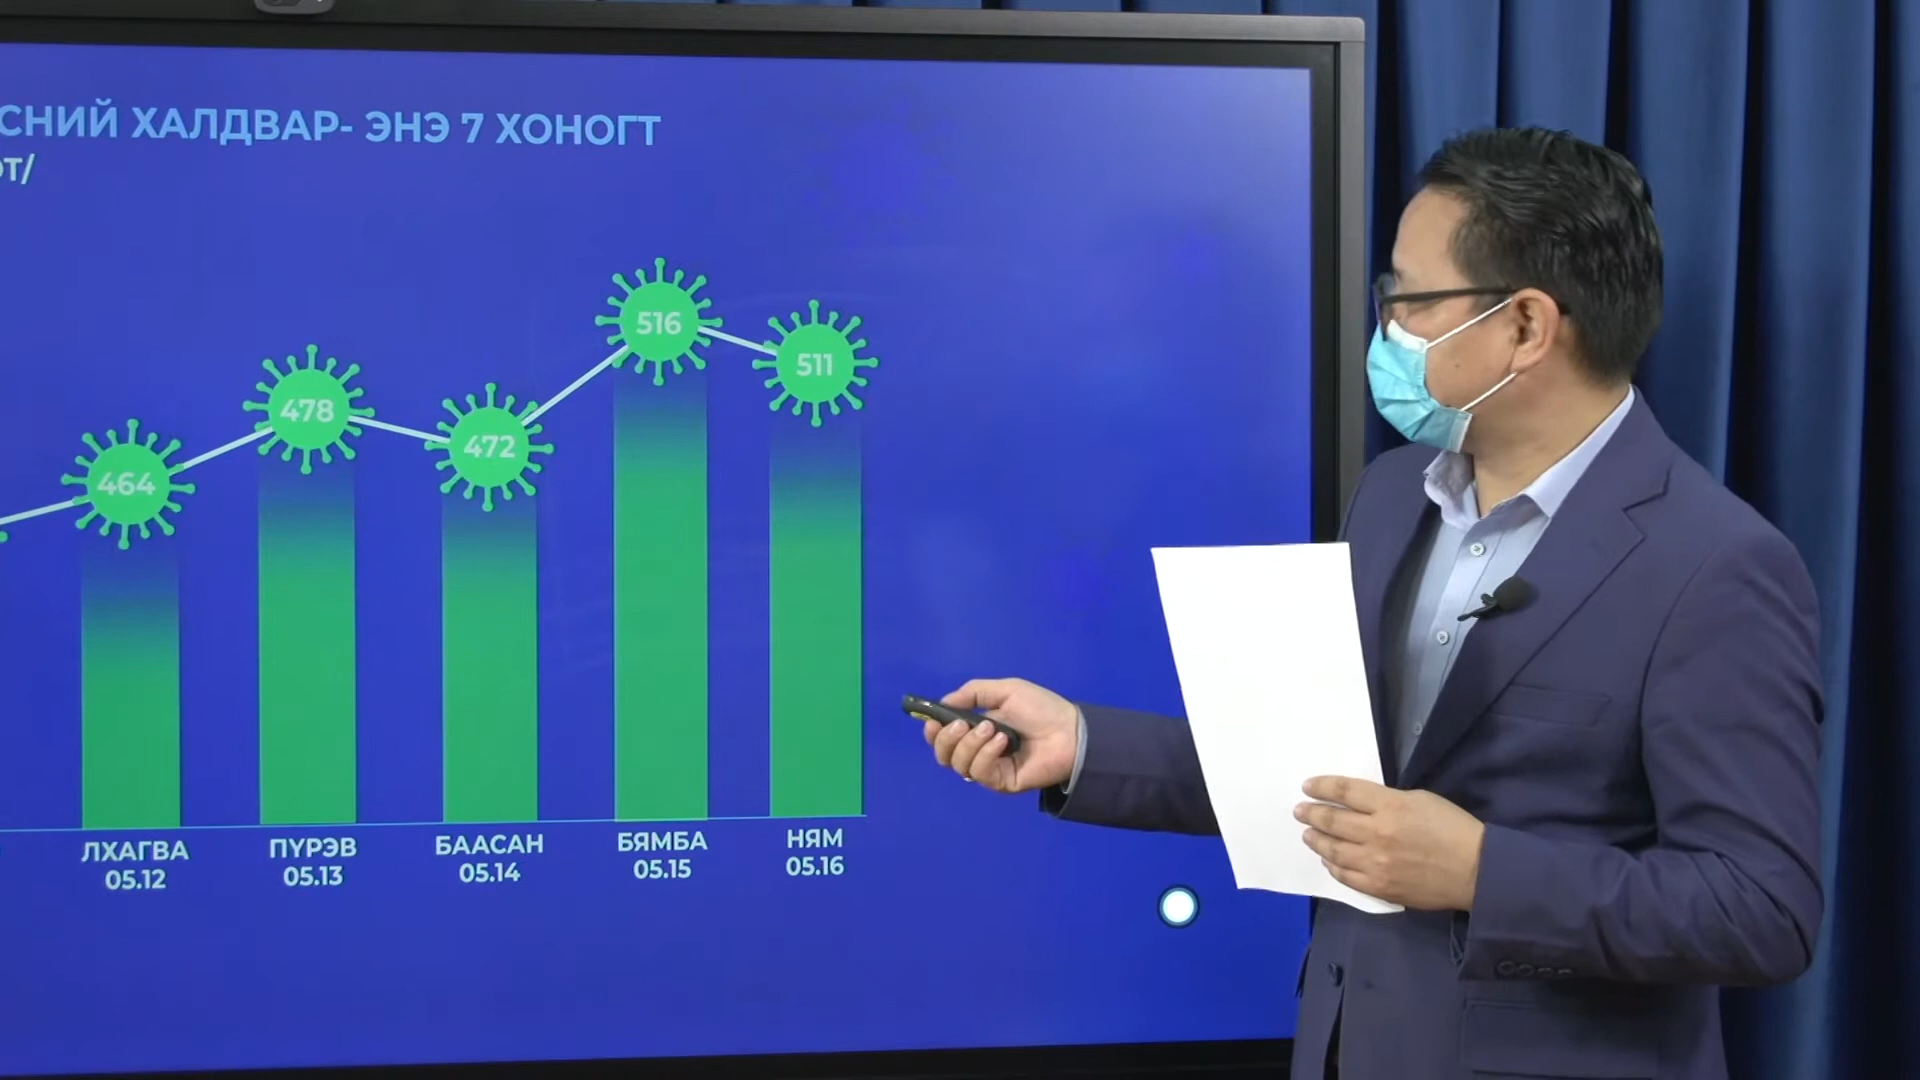 СНИЙ ХАЛДВАР- ЭНЭ 7 ХОНОГТ
ОТ/
464
478
472
516
511
ЛХАГВА
05.12
ПҮРЭВ
05.13
БААСАН
05.14
БЯМБА
05.15
НЯМ
05.16